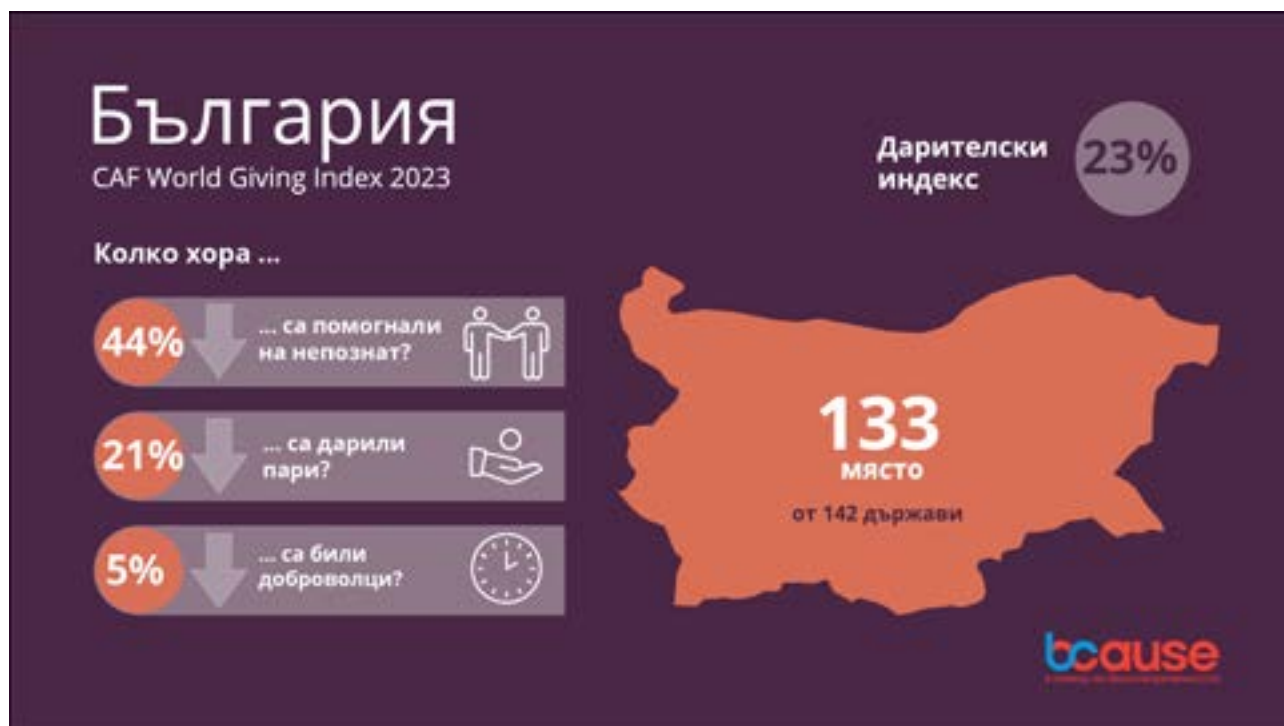 България
CAF World Giving Index 2023
Дарителски
индекс
23%
Колко хора ...
44%
... са помогнали
на непознат?
21%
... са дарили
пари?
5%
... са били
доброволци?
133
място
от 142 държави
bcause